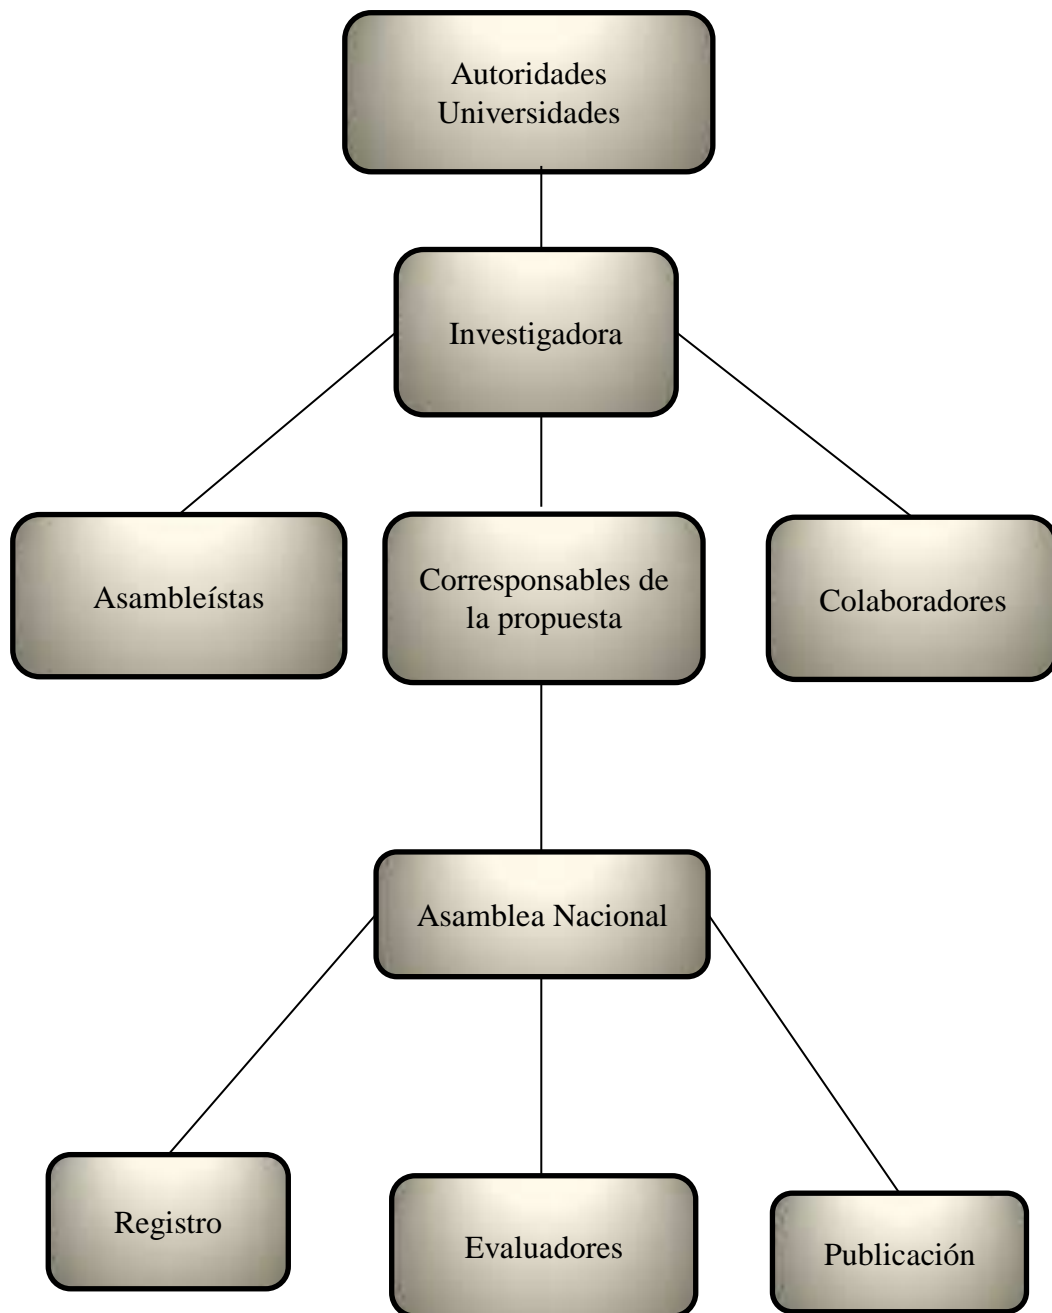 Autoridades
Universidades
Investigadora
Asambleístas
Corresponsables de
la propuesta
Colaboradores
Asamblea Nacional
Registro
Evaluadores
Publicación